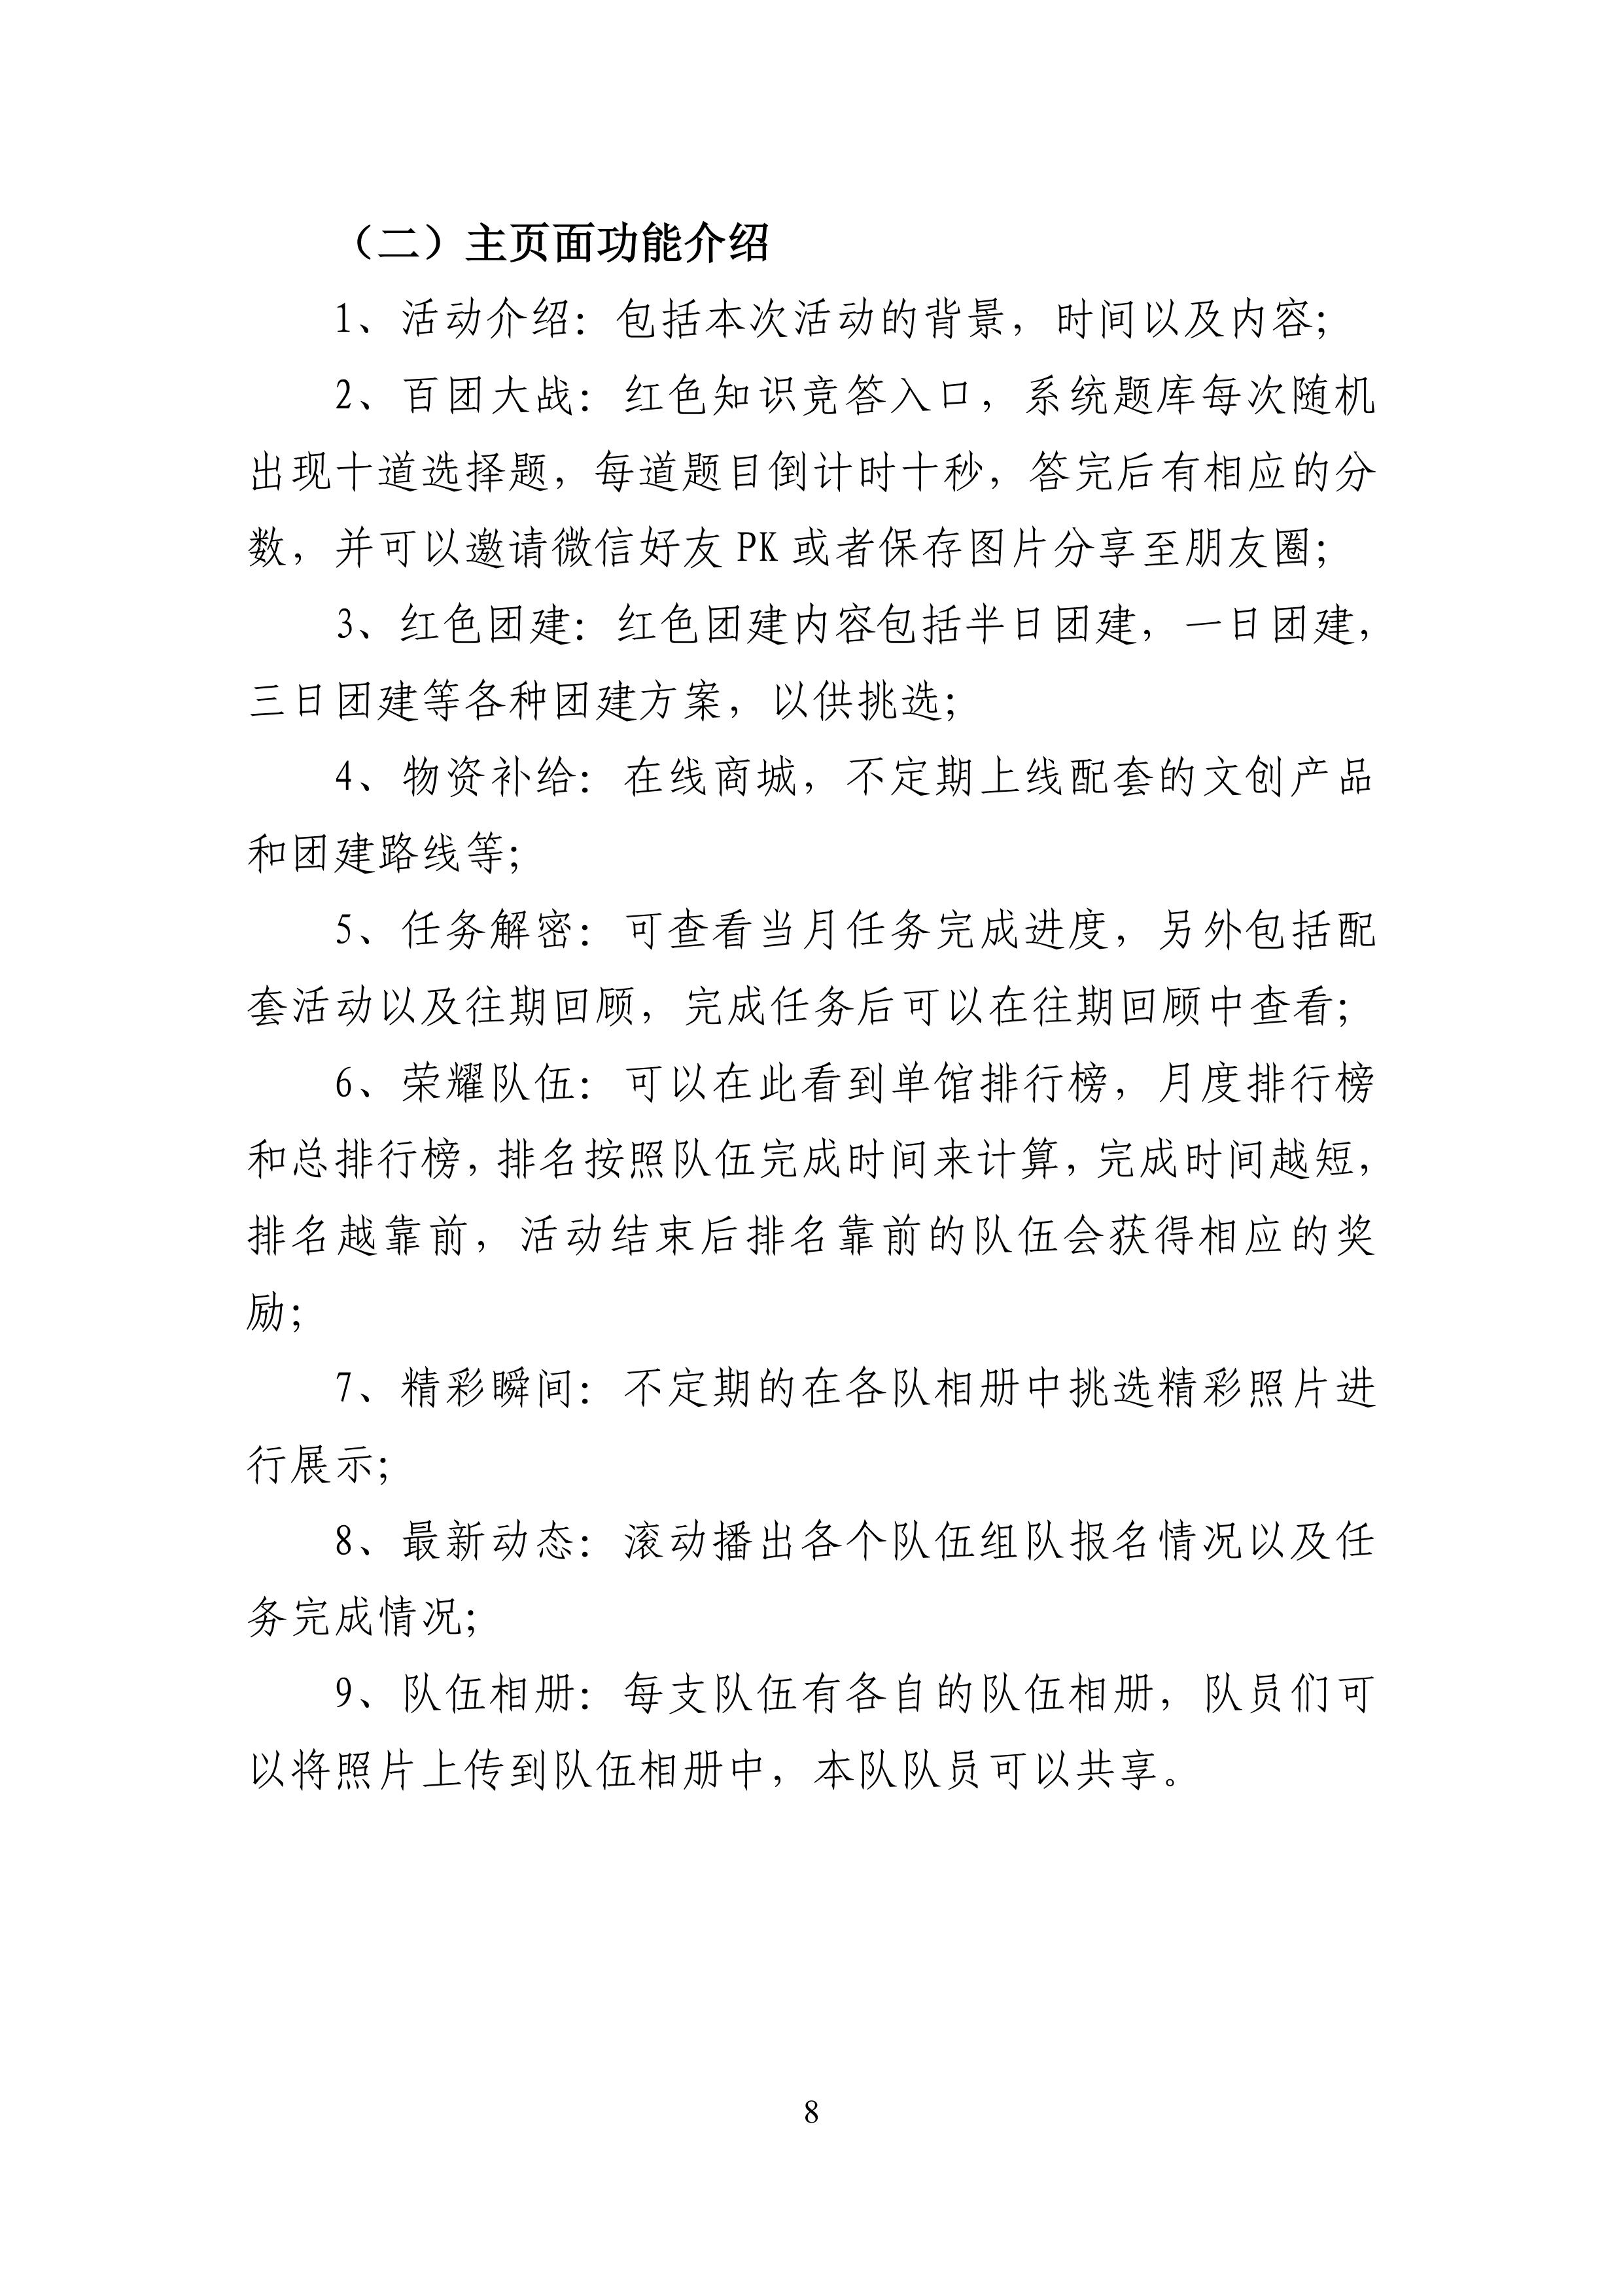 （二）主页面功能介绍
1、活动介绍：包括本次活动的背景，时间以及内容；
2、百团大战：红色知识竞答入口，系统题库每次随机
出现十道选择题，每道题目倒计时十秒，答完后有相应的分
数，并可以邀请微信好友 PK 或者保存图片分享至朋友圈；
3、红色团建：红色团建内容包括半日团建，一日团建，
三日团建等各种团建方案，以供挑选；
4、物资补给：在线商城，不定期上线配套的文创产品
和团建路线等；
5、任务解密：可查看当月任务完成进度，另外包括配
套活动以及往期回顾，完成任务后可以在往期回顾中查看；
6、荣耀队伍：可以在此看到单馆排行榜，月度排行榜
和总排行榜，排名按照队伍完成时间来计算，完成时间越短，
排名越靠前，活动结束后排名靠前的队伍会获得相应的奖
励；
7、精彩瞬间：不定期的在各队相册中挑选精彩照片进
行展示；
8、最新动态：滚动播出各个队伍组队报名情况以及任
务完成情况；
9、队伍相册：每支队伍有各自的队伍相册，队员们可
以将照片上传到队伍相册中，本队队员可以共享。
8